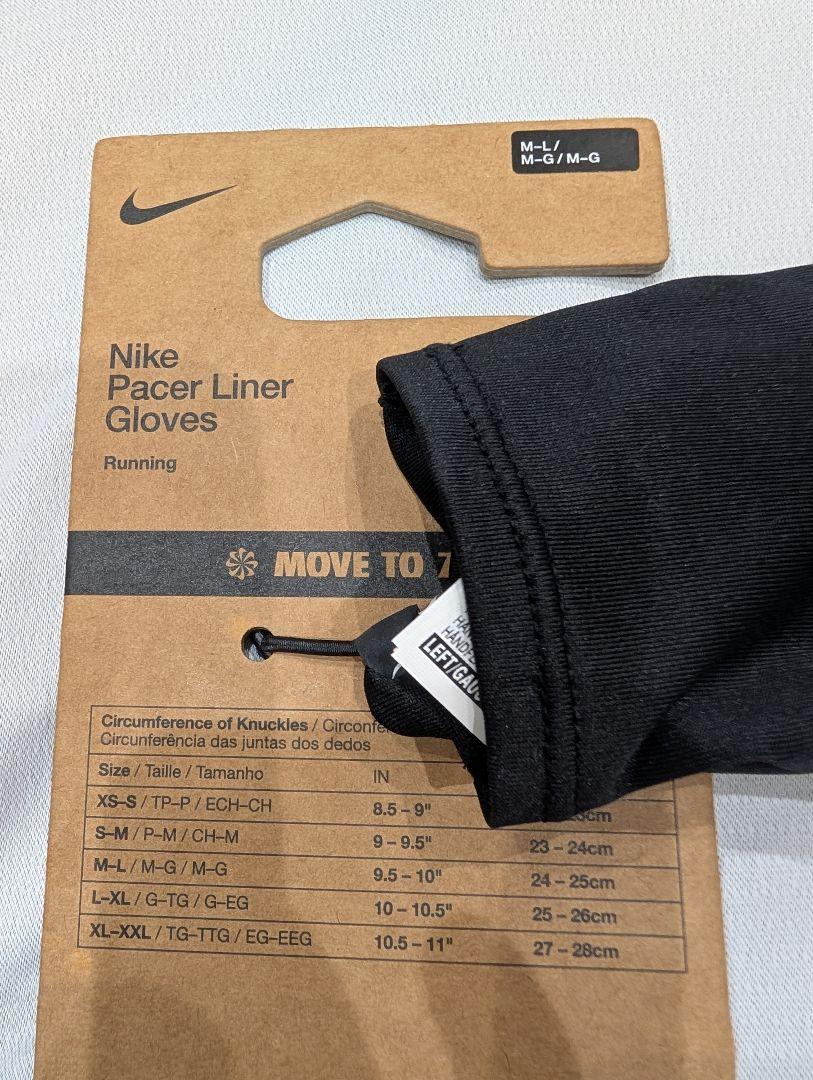 M–L/
M–G/M–G
Nike
Pacer Liner
Gloves
Running
MOVE TO
LEFT/
Circumference of Knuckles /
Circunferência das juntas dos dedos
Size / Taille / Tamanho IN
XS–S / TP–P / ECH–CH 8.5 – 9"
S–M / P–M / CH–M 9 – 9.5" 23 – 24cm
M–L / M–G / M–G 9.5 – 10" 24 – 25cm
L–XL / G–TG / G–EG 10 – 10.5" 25 – 26cm
XL–XXL / TG–TTG / EG–EEG 10.5 – 11" 27 – 28cm